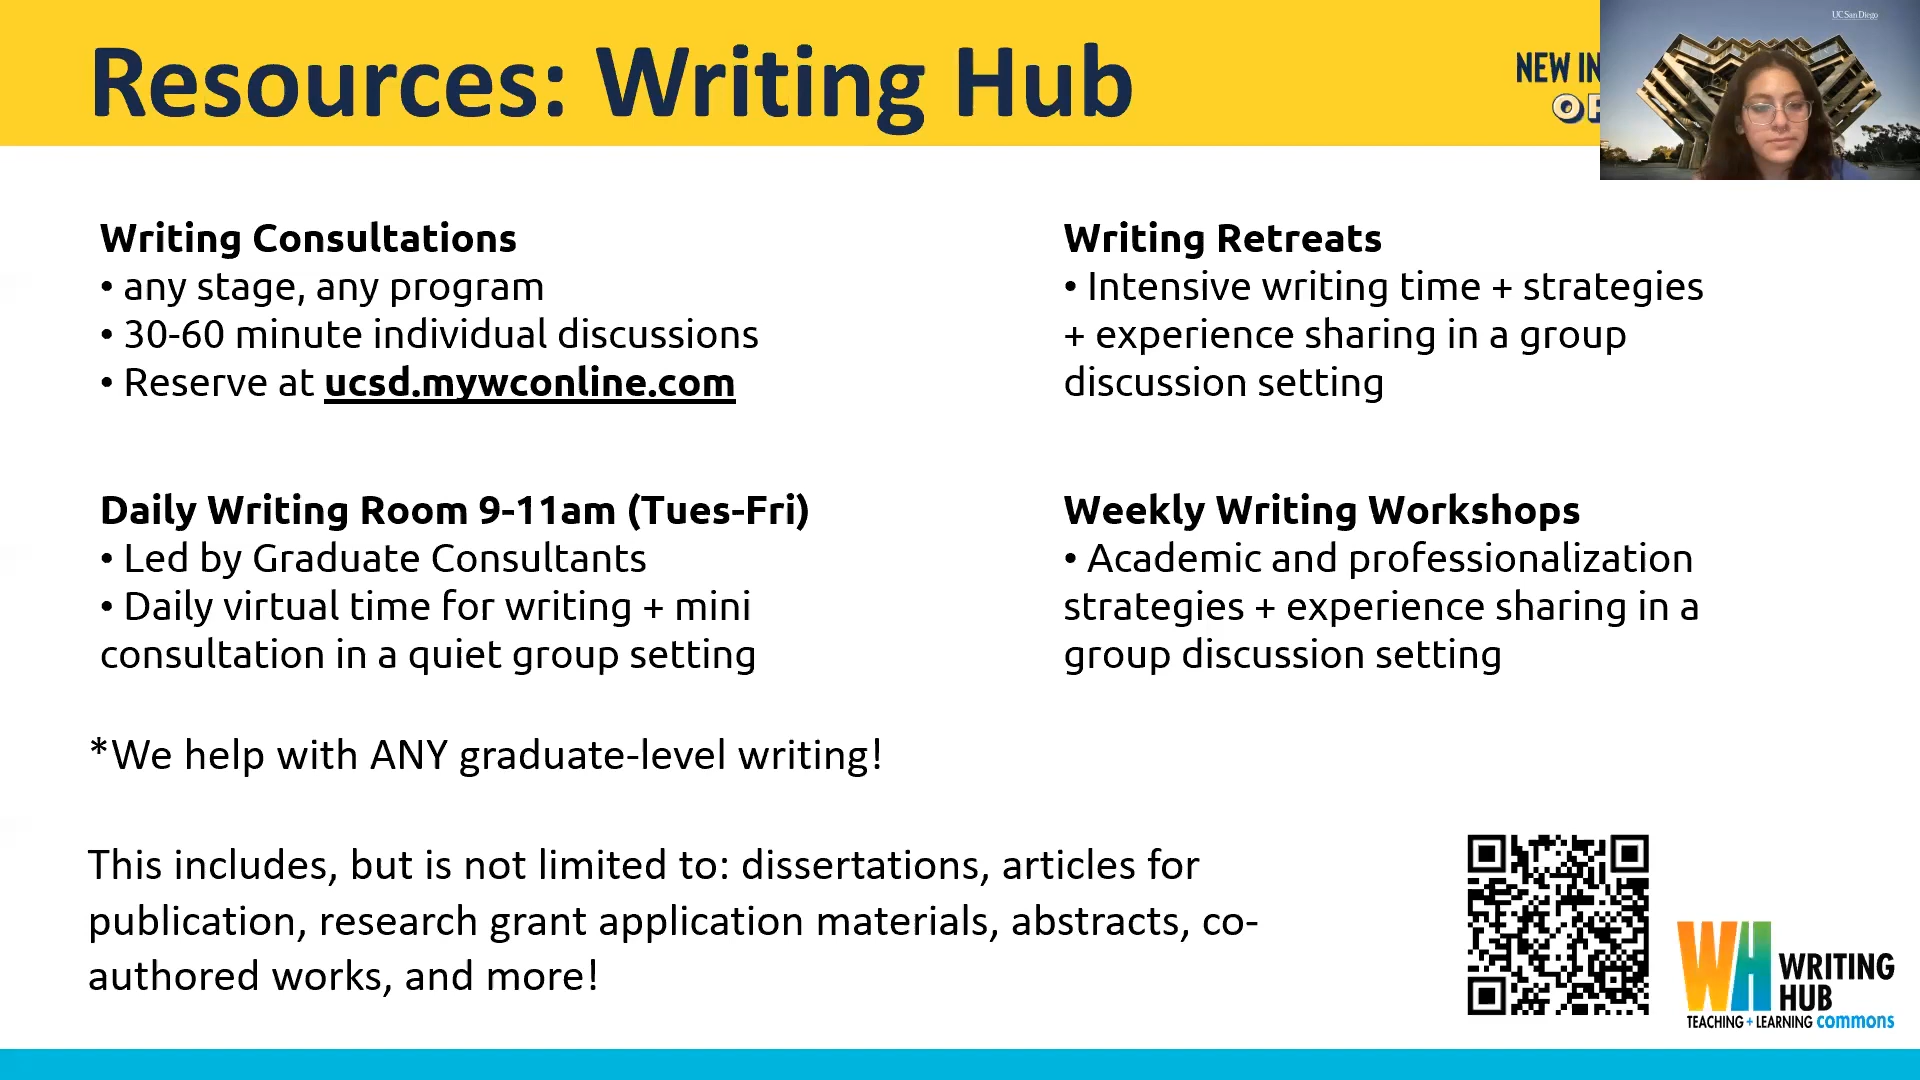 Resources: Writing Hub
NEW IN
UC San Diego
Writing Consultations
• any stage, any program
• 30-60 minute individual discussions
• Reserve at ucsd.mywconline.com
Writing Retreats
• Intensive writing time + strategies
+ experience sharing in a group
discussion setting
Daily Writing Room 9-11am (Tues-Fri)
• Led by Graduate Consultants
• Daily virtual time for writing + mini
consultation in a quiet group setting
Weekly Writing Workshops
• Academic and professionalization
strategies + experience sharing in a
group discussion setting
*We help with ANY graduate-level writing!
This includes, but is not limited to: dissertations, articles for
publication, research grant application materials, abstracts, co-
authored works, and more!
WH WRITING
HUB
TEACHING + LEARNING commons